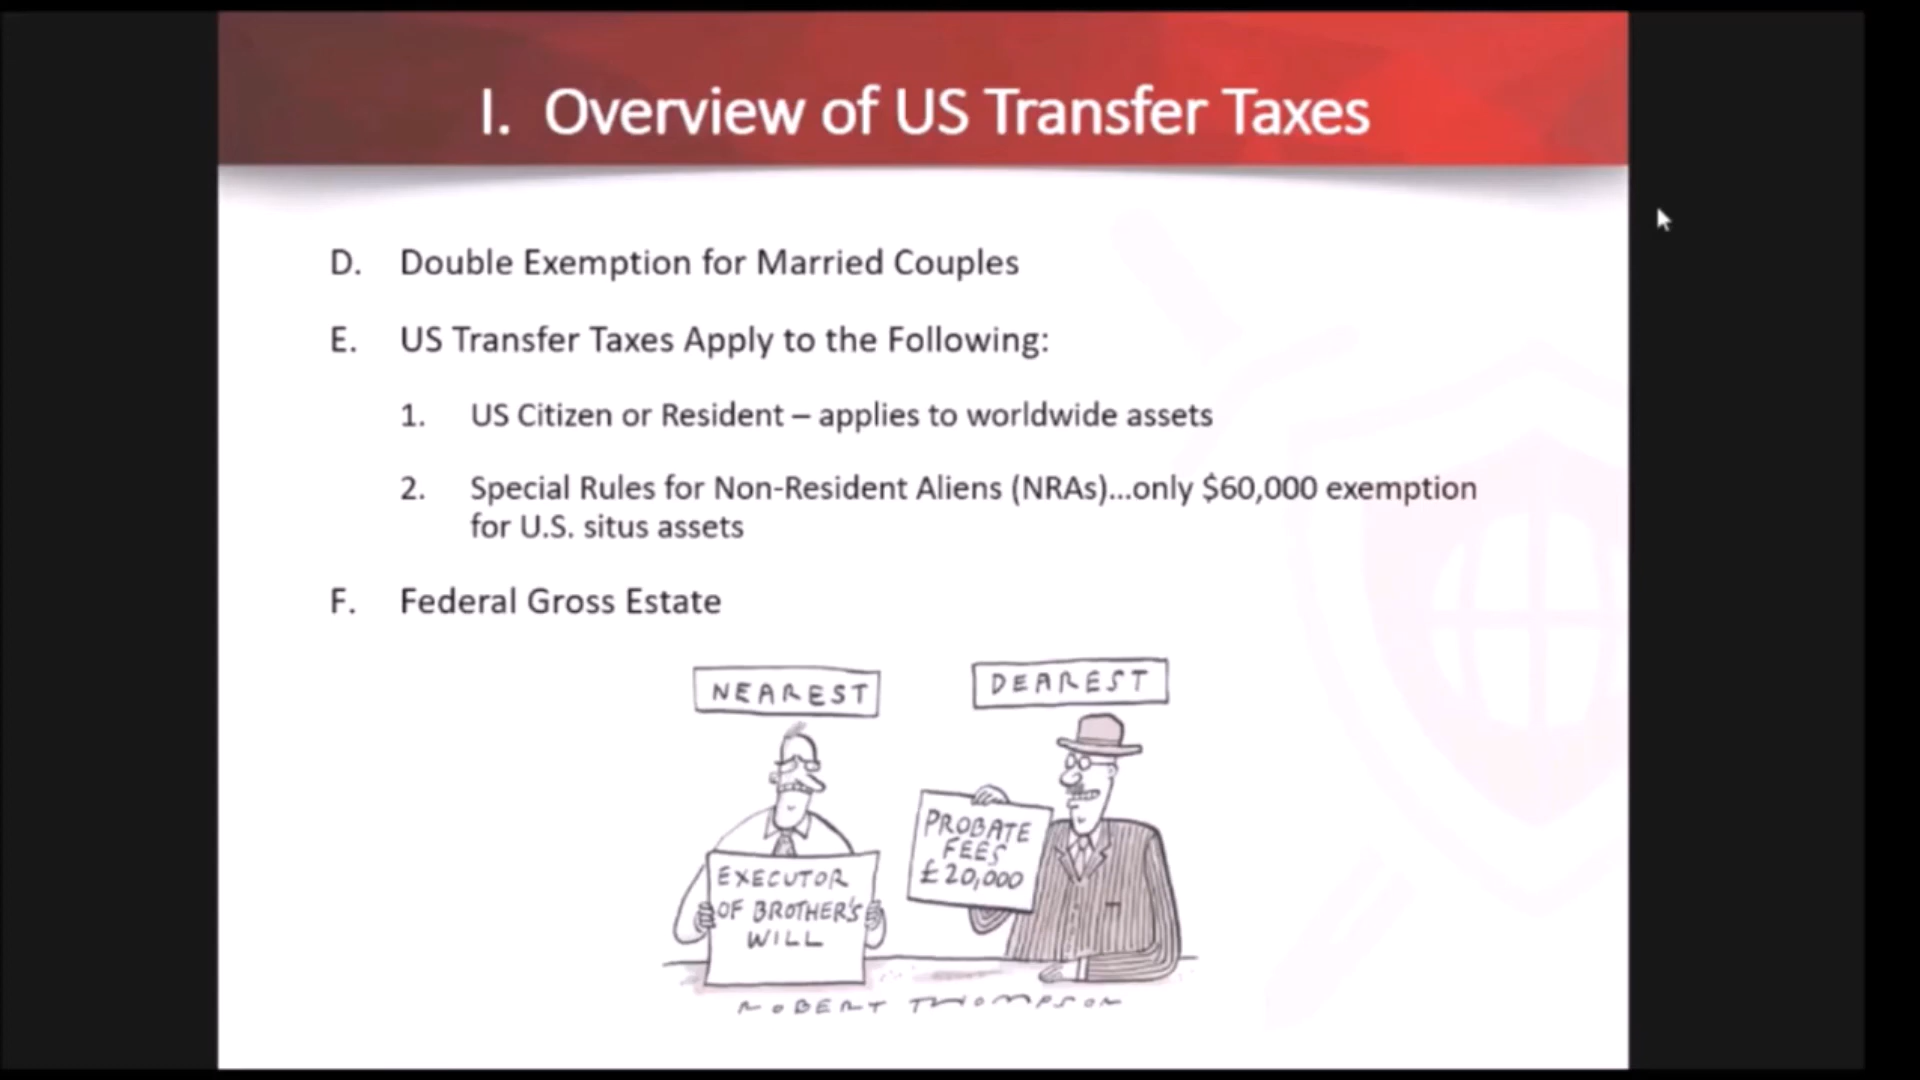 I. Overview of US Transfer Taxes
D. Double Exemption for Married Couples
E. US Transfer Taxes Apply to the Following:
1. US Citizen or Resident – applies to worldwide assets
2. Special Rules for Non-Resident Aliens (NRAs)...only $60,000 exemption
for U.S. situs assets
F. Federal Gross Estate
NEAREST
DEAREST
EXECUTOR
OF BROTHER'S
WILL
PROBATE
FEES
£20,000
ROBERT THOMPSON